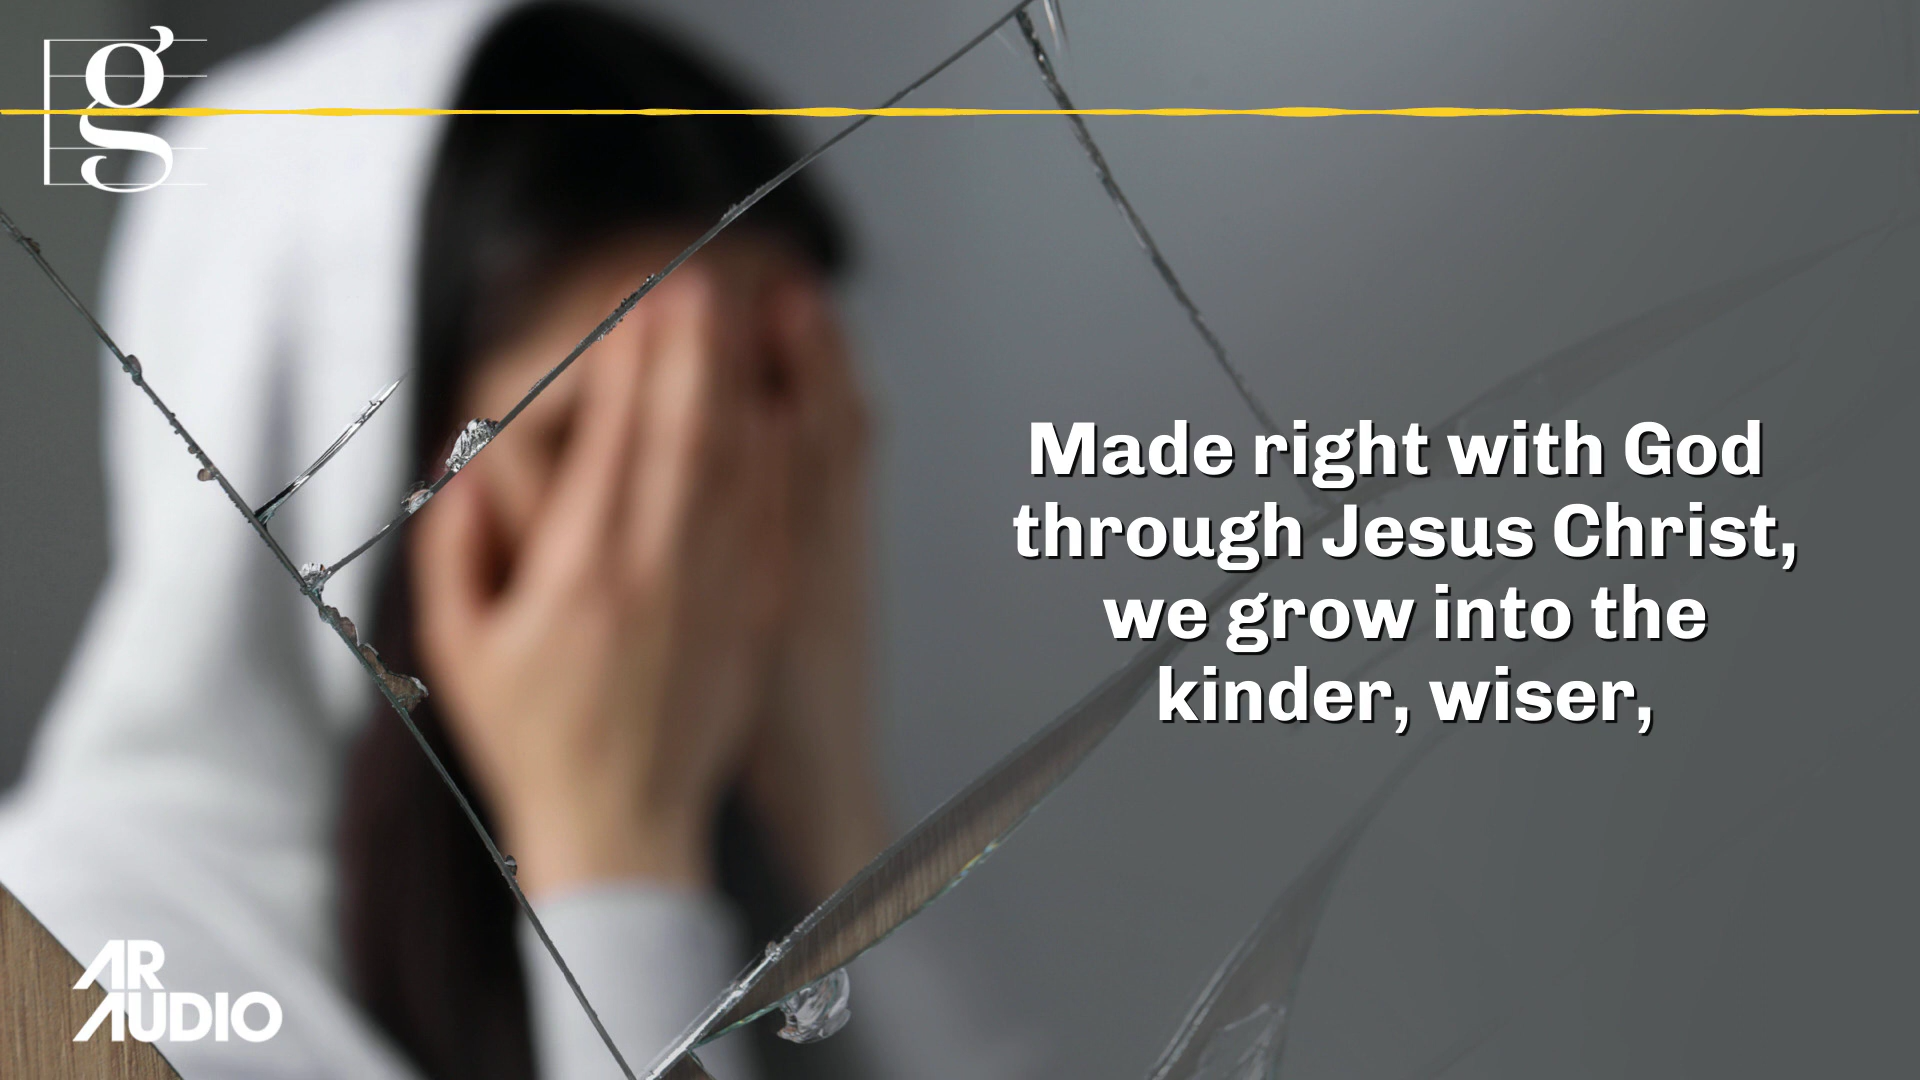 g
Made right with God
through Jesus Christ,
we grow into the
kinder, wiser,
AR
AUDIO